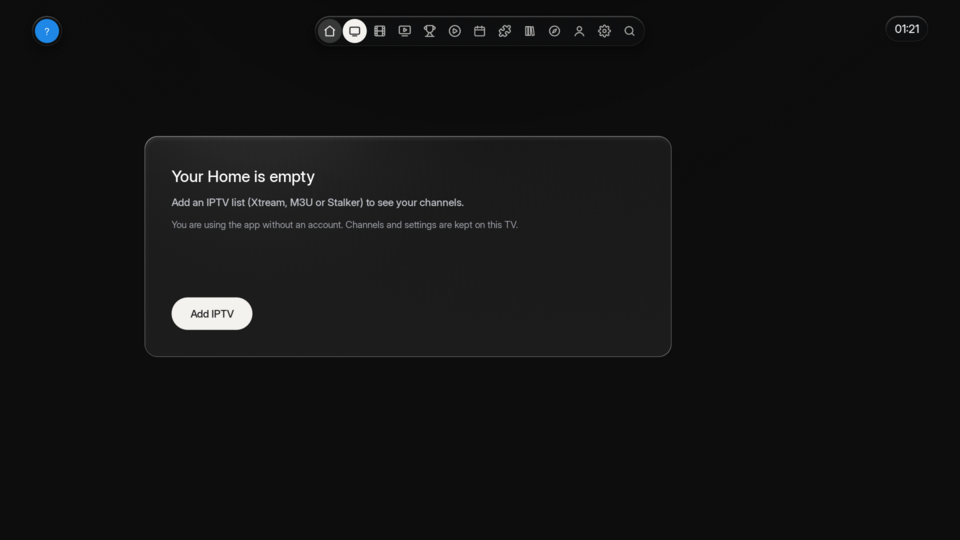 ?
01:21
Your Home is empty
Add an IPTV list (Xtream, M3U or Stalker) to see your channels.
You are using the app without an account. Channels and settings are kept on this TV.
Add IPTV